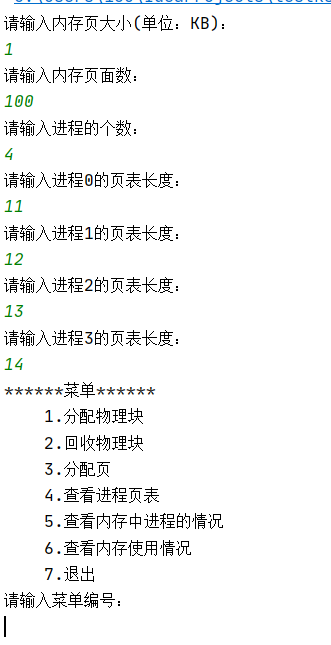 请输入内存页大小(单位: KB):
1
请输入内存页面数:
100
请输入进程的个数:
4
请输入进程0的页表长度:
11
请输入进程1的页表长度:
12
请输入进程2的页表长度:
13
请输入进程3的页表长度:
14
******菜单******
1.分配物理块
2.回收物理块
3.分配页
4.查看进程页表
5.查看内存中进程的情况
6.查看内存使用情况
7.退出
请输入菜单编号: